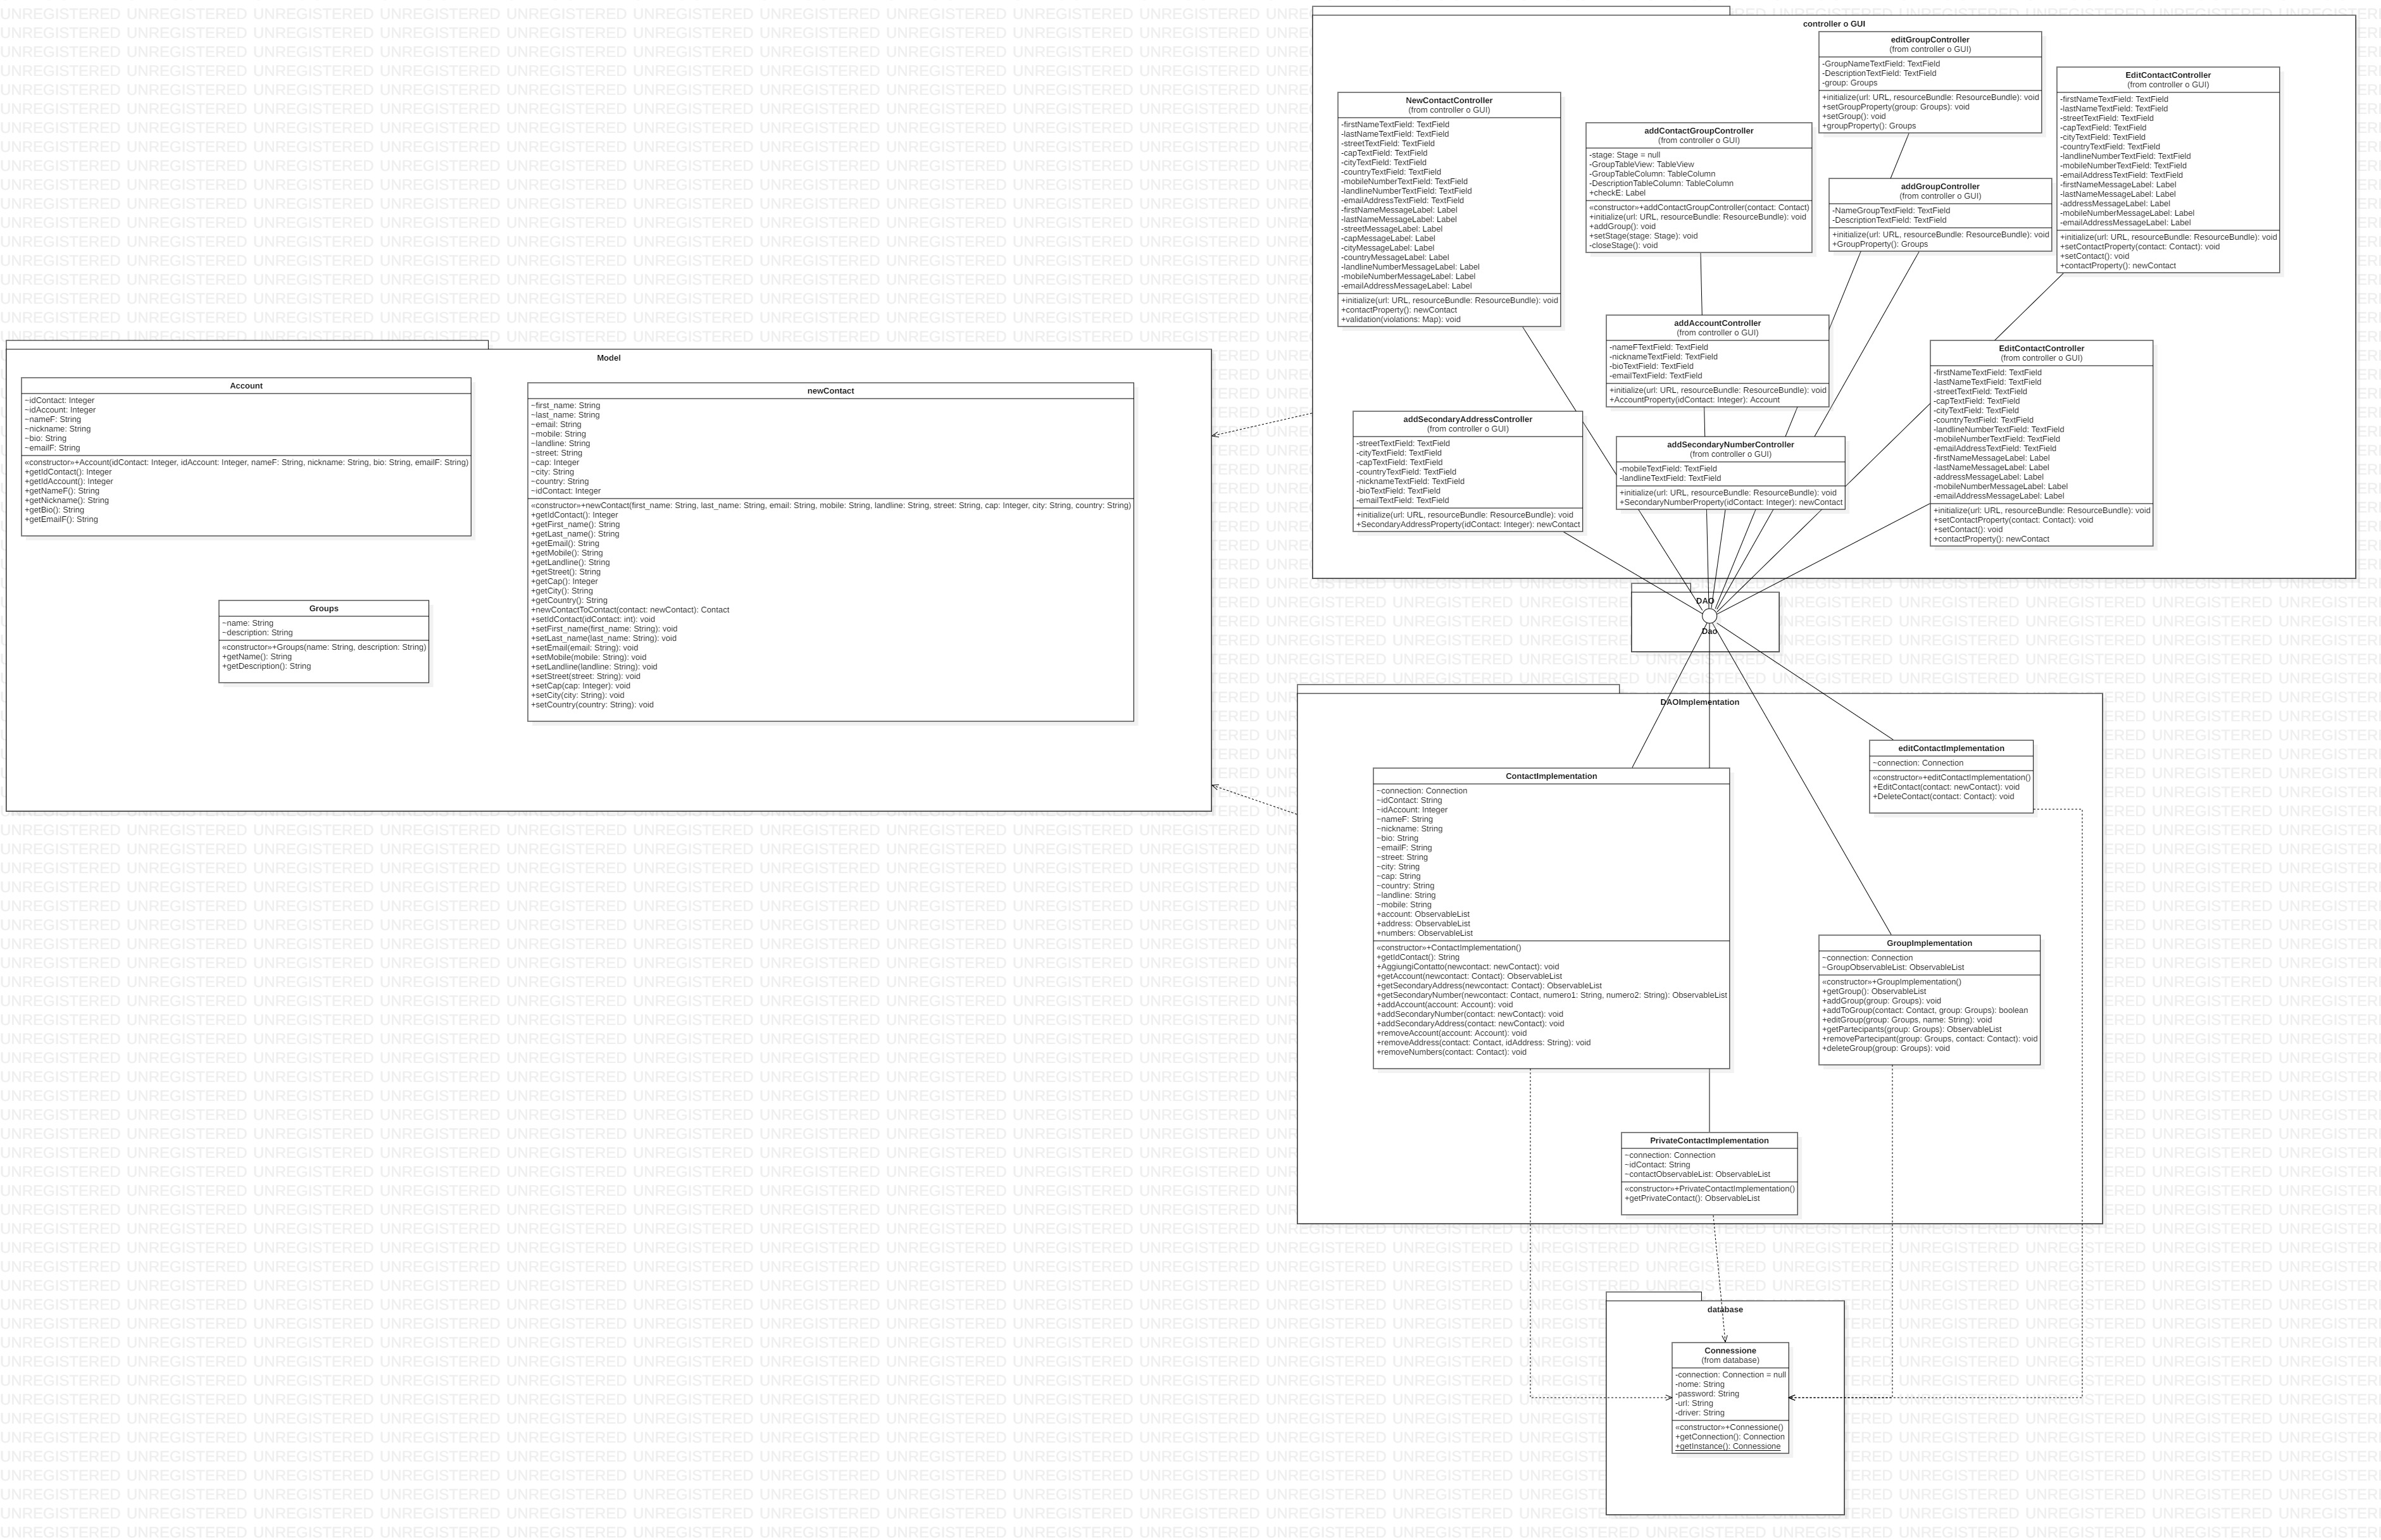 controller o GUI
editGroupController
(from controller o GUI)
-GroupNameTextField: TextField
-DescriptionTextField: TextField
-group: Groups
+initialize(url: URL, resourceBundle: ResourceBundle): void
+setGroupProperty(group: Groups): void
+setGroup(): void
+groupProperty(): Groups
EditContactController
(from controller o GUI)
-firstNameTextField: TextField
-lastNameTextField: TextField
-streetTextField: TextField
-capTextField: TextField
-cityTextField: TextField
-countryTextField: TextField
-landlineNumberTextField: TextField
-mobileNumberTextField: TextField
-emailAddressTextField: TextField
-firstNameMessageLabel: Label
-lastNameMessageLabel: Label
-addressMessageLabel: Label
-mobileNumberMessageLabel: Label
-emailAddressMessageLabel: Label
+initialize(url: URL, resourceBundle: ResourceBundle): void
+setContactProperty(contact: Contact): void
+setContact(): void
+contactProperty(): newContact
NewContactController
(from controller o GUI)
-firstNameTextField: TextField
-lastNameTextField: TextField
-streetTextField: TextField
-capTextField: TextField
-cityTextField: TextField
-countryTextField: TextField
-mobileNumberTextField: TextField
-landlineNumberTextField: TextField
-emailAddressTextField: TextField
-firstNameMessageLabel: Label
-lastNameMessageLabel: Label
-streetMessageLabel: Label
-capMessageLabel: Label
-cityMessageLabel: Label
-countryMessageLabel: Label
-landlineNumberMessageLabel: Label
-mobileNumberMessageLabel: Label
-emailAddressMessageLabel: Label
+initialize(url: URL, resourceBundle: ResourceBundle): void
+contactProperty(): newContact
+validation(violations: Map): void
addContactGroupController
(from controller o GUI)
-stage: Stage = null
-GroupTableView: TableView
-GroupTableColumn: TableColumn
-DescriptionTableColumn: TableColumn
+checkE: Label
«constructor»+addContactGroupController(contact: Contact)
+initialize(url: URL, resourceBundle: ResourceBundle): void
+addGroup(): void
+setStage(stage: Stage): void
-closeStage(): void
addGroupController
(from controller o GUI)
-NameGroupTextField: TextField
-DescriptionTextField: TextField
+initialize(url: URL, resourceBundle: ResourceBundle): void
+GroupProperty(): Groups
addAccountController
(from controller o GUI)
-nameFTextField: TextField
-nicknameTextField: TextField
-bioTextField: TextField
-emailTextField: TextField
+initialize(url: URL, resourceBundle: ResourceBundle): void
+AccountProperty(idContact: Integer): Account
EditContactController
(from controller o GUI)
-firstNameTextField: TextField
-lastNameTextField: TextField
-streetTextField: TextField
-capTextField: TextField
-cityTextField: TextField
-countryTextField: TextField
-landlineNumberTextField: TextField
-mobileNumberTextField: TextField
-emailAddressTextField: TextField
-firstNameMessageLabel: Label
-lastNameMessageLabel: Label
-addressMessageLabel: Label
-mobileNumberMessageLabel: Label
-emailAddressMessageLabel: Label
+initialize(url: URL, resourceBundle: ResourceBundle): void
+setContactProperty(contact: Contact): void
+setContact(): void
+contactProperty(): newContact
addSecondaryAddressController
(from controller o GUI)
-streetTextField: TextField
-cityTextField: TextField
-capTextField: TextField
-countryTextField: TextField
-nicknameTextField: TextField
-bioTextField: TextField
-emailTextField: TextField
+initialize(url: URL, resourceBundle: ResourceBundle): void
+SecondaryAddressProperty(idContact: Integer): newContact
addSecondaryNumberController
(from controller o GUI)
-mobileTextField: TextField
-landlineTextField: TextField
+initialize(url: URL, resourceBundle: ResourceBundle): void
+SecondaryNumberProperty(idContact: Integer): newContact
Model
Account
~idContact: Integer
~idAccount: Integer
~nameF: String
~nickname: String
~bio: String
~emailF: String
«constructor»+Account(idContact: Integer, idAccount: Integer, nameF: String, nickname: String, bio: String, emailF: String)
+getIdContact(): Integer
+getIdAccount(): Integer
+getNameF(): String
+getNickname(): String
+getBio(): String
+getEmailF(): String
newContact
~first_name: String
~last_name: String
~email: String
~mobile: String
~landline: String
~street: String
~cap: Integer
~city: String
~country: String
~idContact: Integer
«constructor»+newContact(first_name: String, last_name: String, email: String, mobile: String, landline: String, street: String, cap: Integer, city: String, country: String)
+getIdContact(): Integer
+getFirst_name(): String
+getLast_name(): String
+getEmail(): String
+getMobile(): String
+getLandline(): String
+getStreet(): String
+getCap(): Integer
+getCity(): String
+getCountry(): String
+newContactToContact(contact: newContact): Contact
+setIdContact(idContact: int): void
+setFirst_name(first_name: String): void
+setLast_name(last_name: String): void
+setEmail(email: String): void
+setMobile(mobile: String): void
+setLandline(landline: String): void
+setStreet(street: String): void
+setCap(cap: Integer): void
+setCity(city: String): void
+setCountry(country: String): void
Groups
~name: String
~description: String
«constructor»+Groups(name: String, description: String)
+getName(): String
+getDescription(): String
DAO
Dao
DAOImplementation
editContactImplementation
~connection: Connection
«constructor»+editContactImplementation()
+EditContact(contact: newContact): void
+DeleteContact(contact: Contact): void
ContactImplementation
~connection: Connection
~idContact: String
~idAccount: Integer
~nameF: String
~nickname: String
~bio: String
~emailF: String
~street: String
~city: String
~cap: String
~country: String
~landline: String
~mobile: String
+account: ObservableList
+address: ObservableList
+numbers: ObservableList
«constructor»+ContactImplementation()
+getIdContact(): String
+AggiungiContatto(newcontact: newContact): void
+getAccount(newcontact: Contact): ObservableList
+getSecondaryAddress(newcontact: Contact): ObservableList
+getSecondaryNumber(newcontact: Contact, numero1: String, numero2: String): ObservableList
+addAccount(account: Account): void
+addSecondaryNumber(contact: newContact): void
+addSecondaryAddress(contact: newContact): void
+removeAccount(account: Account): void
+removeAddress(contact: Contact, idAddress: String): void
+removeNumbers(contact: Contact): void
GroupImplementation
~connection: Connection
~GroupObservableList: ObservableList
«constructor»+GroupImplementation()
+getGroup(): ObservableList
+addGroup(group: Groups): void
+addToGroup(contact: Contact, group: Groups): boolean
+editGroup(group: Groups, name: String): void
+getPartecipants(group: Groups): ObservableList
+removePartecipant(group: Groups, contact: Contact): void
+deleteGroup(group: Groups): void
PrivateContactImplementation
~connection: Connection
~idContact: String
~contactObservableList: ObservableList
«constructor»+PrivateContactImplementation()
+getPrivateContact(): ObservableList
database
Connessione
(from database)
-connection: Connection = null
-nome: String
-password: String
-url: String
-driver: String
«constructor»+Connessione()
+getConnection(): Connection
+getInstance(): Connessione